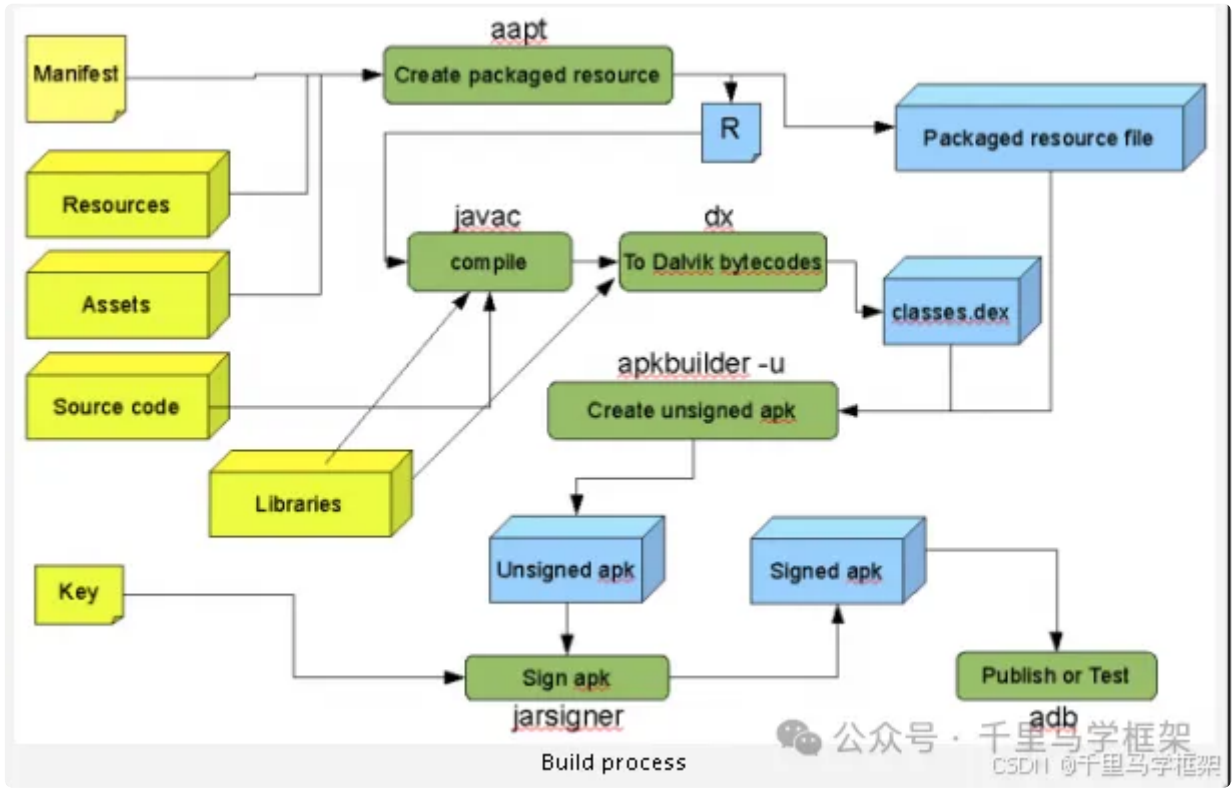 aapt
Manifest
Create packaged resource
R
Packaged resource file
Resources
javac
dx
compile
To Dalvik bytecodes
Assets
classes.dex
apkbuilder -u
Source code
Create unsigned apk
Libraries
Unsigned apk
Signed apk
Key
Sign apk
Publish or Test
jarsigner
adb
公众号 · 千里马学框架
Build process
CSDN @千里马学框架